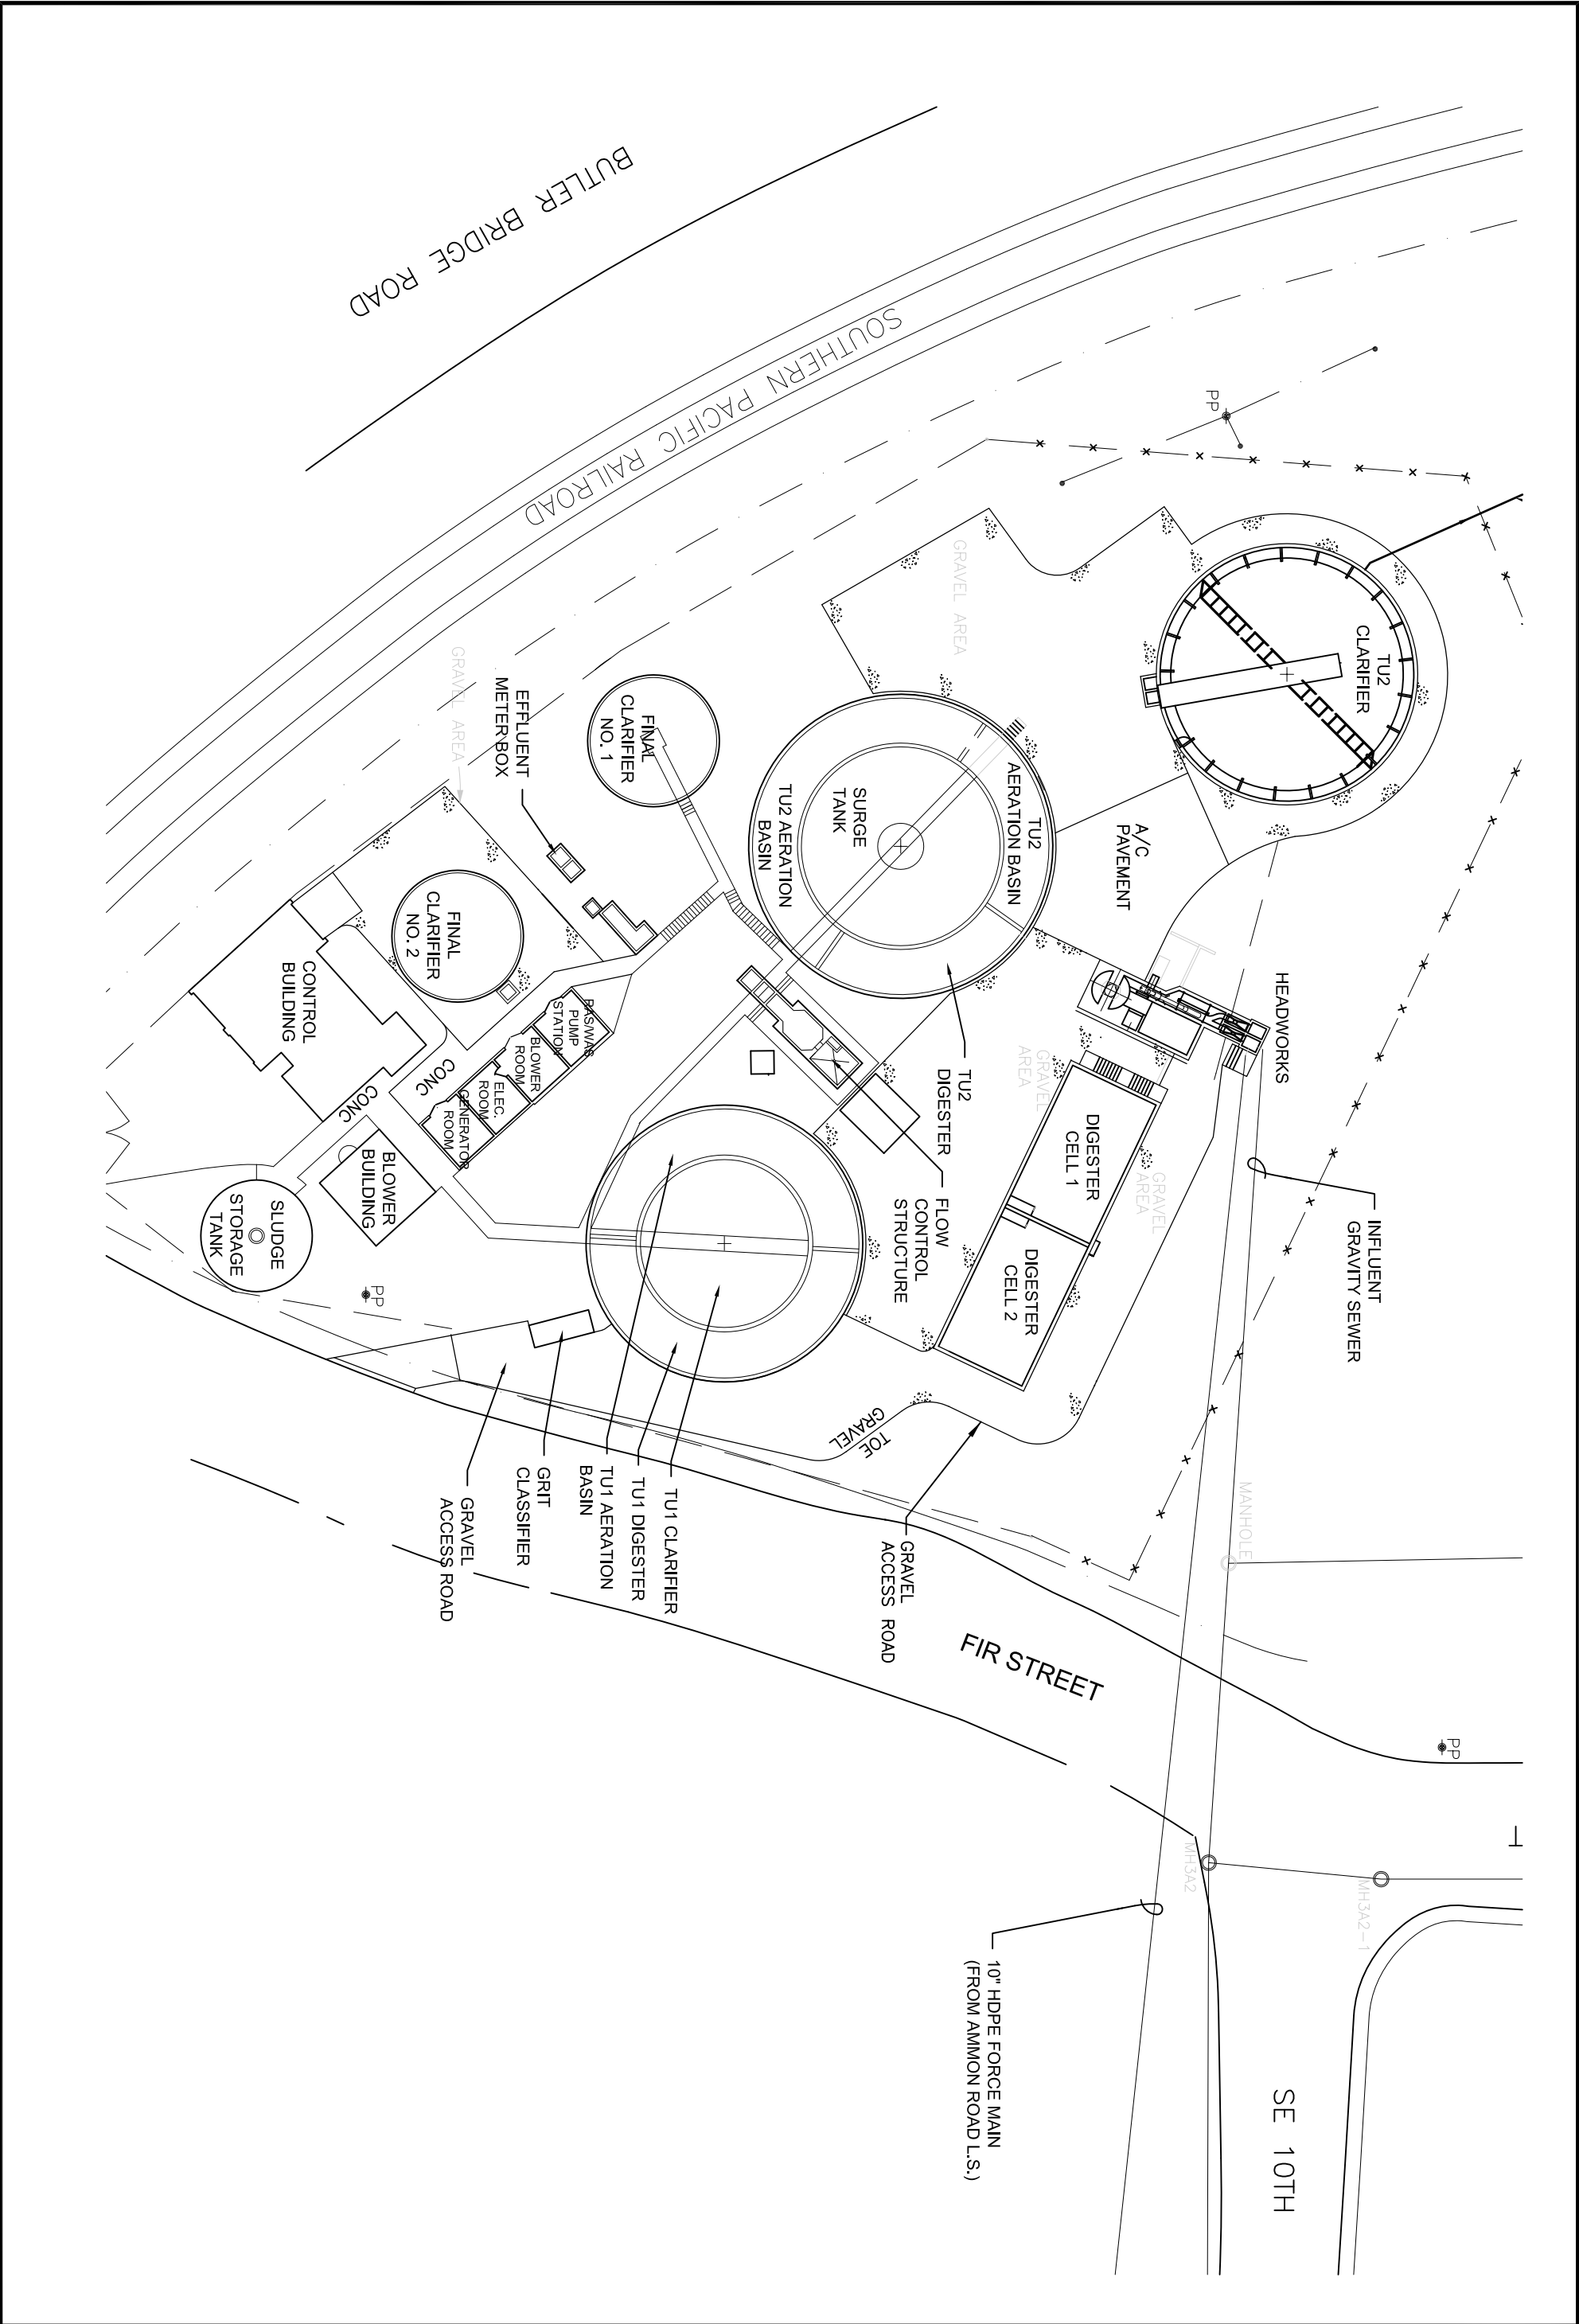 BUTLER BRIDGE ROAD
SOUTHERN PACIFIC RAILROAD
PP
GRAVEL AREA
TU2
CLARIFIER
GRAVEL AREA
EFFLUENT
METER BOX
FINAL
CLARIFIER
NO. 1
SURGE
TANK
TU2
AERATION BASIN
TU2 AERATION
BASIN
A/C
PAVEMENT
FINAL
CLARIFIER
NO. 2
CONTROL
BUILDING
HEADWORKS
RAS/WAS
PUMP
STATION
BLOWER
ROOM
ELEC.
ROOM
GENERATOR
ROOM
CONC
CONC
TU2
DIGESTER
GRAVEL
AREA
DIGESTER
CELL 1
GRAVEL
AREA
BLOWER
BUILDING
SLUDGE
STORAGE
TANK
FLOW
CONTROL
STRUCTURE
DIGESTER
CELL 2
INFLUENT
GRAVITY SEWER
PP
TOE
GRAVEL
GRAVEL
ACCESS ROAD
GRIT
CLASSIFIER
TU1 AERATION
BASIN
TU1 DIGESTER
TU1 CLARIFIER
GRAVEL
ACCESS ROAD
MANHOLE
FIR STREET
PP
MH3A2
MH3A2-1
10" HDPE FORCE MAIN
(FROM AMMON ROAD L.S.)
SE 10TH